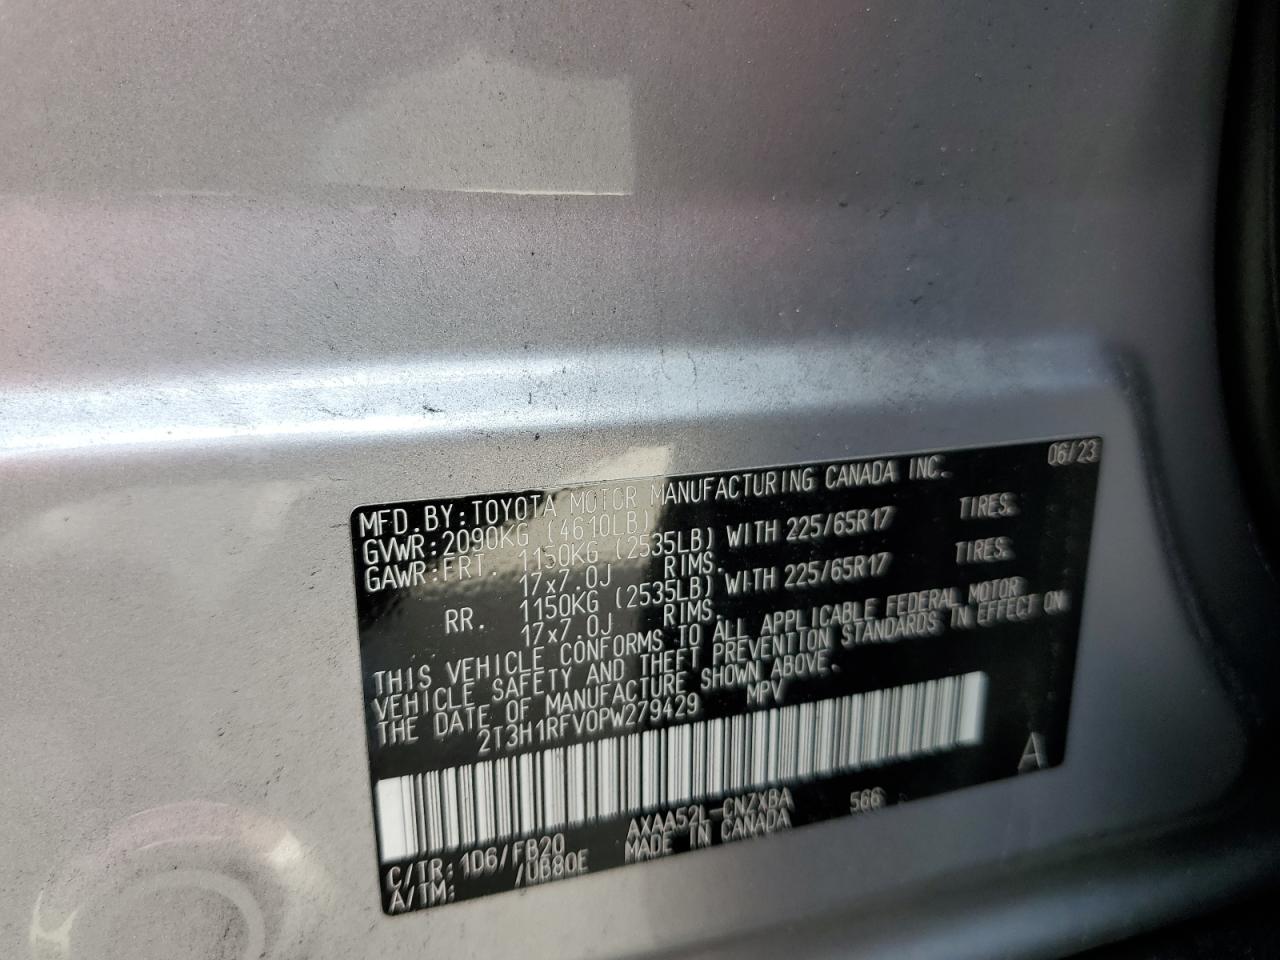 MFD.BY:TOYOTA MOTOR MANUFACTURING CANADA INC. 06/23
GVWR:2090KG (4610LB)
GAWR:FRT. 1150KG (2535LB) WITH 225/65R17 TIRES.
17x7.0J RIMS.
RR. 1150KG (2535LB) WITH 225/65R17 TIRES.
17x7.0J RIMS.
THIS VEHICLE CONFORMS TO ALL APPLICABLE FEDERAL MOTOR
VEHICLE SAFETY AND THEFT PREVENTION STANDARDS IN EFFECT ON
THE DATE OF MANUFACTURE SHOWN ABOVE.
2T3H1RFV0PW279429 MPV
A
C/TR:1D6/FB20 AXAA52L-CNZXBA 566
A/TM: /UB80E MADE IN CANADA